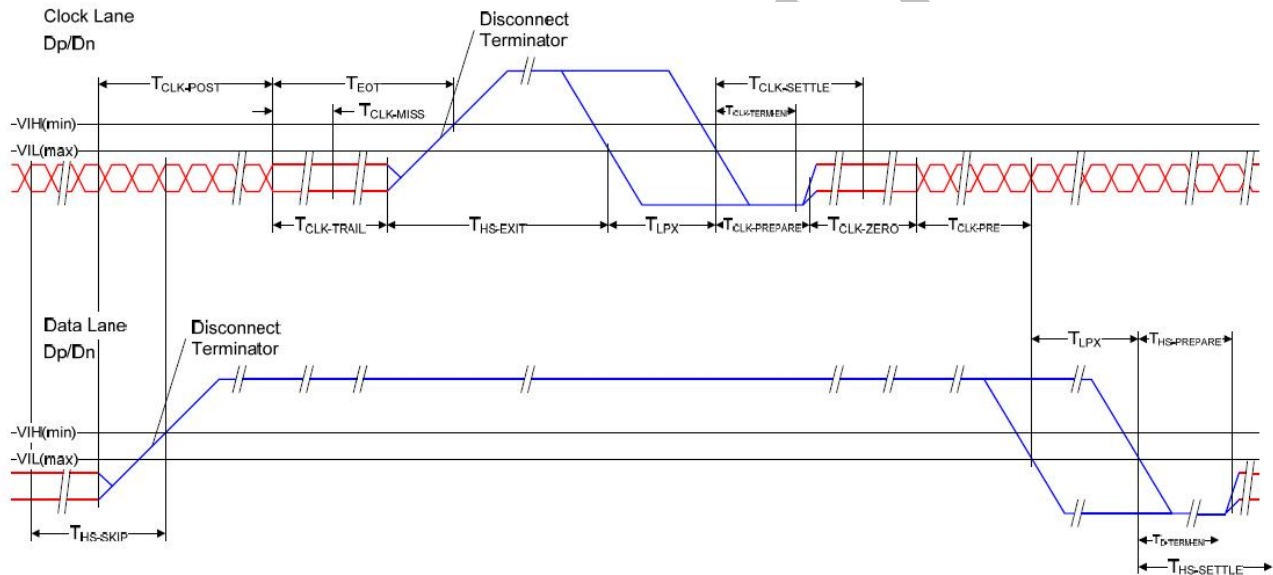 Clock Lane
Dp/Dn
Disconnect
Terminator
TCLK-POST
TEOT
TCLK-SETTLE
TCLK-MISS
TCLK-TERM-EN
VIH(min)
VIL(max)
TCLK-TRAIL
THS-EXIT
TLPX
TCLK-PREPARE
TCLK-ZERO
TCLK-PRE
Data Lane
Dp/Dn
Disconnect
Terminator
TLPX
THS-PREPARE
VIH(min)
VIL(max)
THS-SKIP
TD-TERM-EN
THS-SETTLE